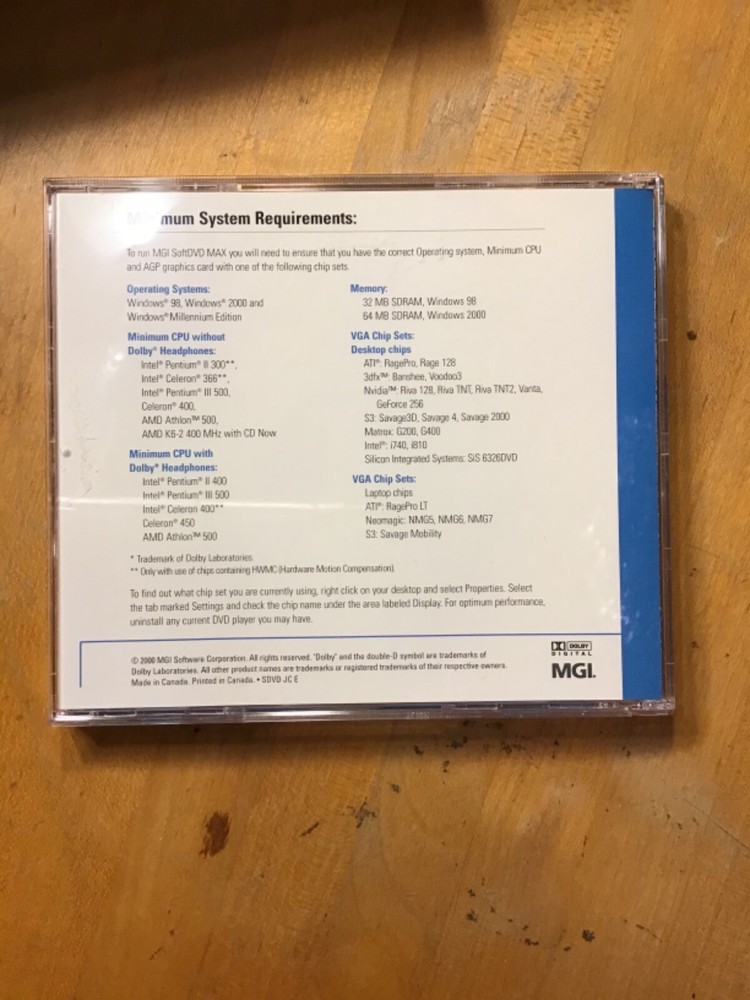 mum System Requirements:
To run MGI SoftDVD MAX you will need to ensure that you have the correct Operating system, Minimum CPU
and AGP graphics card with one of the following chip sets.
Operating Systems:
Windows® 98, Windows® 2000 and
Windows® Millennium Edition
Minimum CPU without
Dolby* Headphones:
Intel® Pentium® II 300**,
Intel® Celeron® 366**,
Intel® Pentium® III 500,
Celeron® 400,
AMD Athlon™ 500,
AMD K6-2 400 MHz with CD Now
Minimum CPU with
Dolby* Headphones:
Intel® Pentium® II 400
Intel® Pentium® III 500
Intel® Celeron 400**
Celeron® 450
AMD Athlon™ 500
Memory:
32 MB SDRAM, Windows 98
64 MB SDRAM, Windows 2000
VGA Chip Sets:
Desktop chips
ATI®: RagePro, Rage 128
3dfx™: Banshee, Voodoo3
Nvidia™: Riva 128, Riva TNT, Riva TNT2, Vanta,
GeForce 256
S3: Savage3D, Savage 4, Savage 2000
Matrox: G200, G400
Intel®: i740, i810
Silicon Integrated Systems: SiS 6326DVD
VGA Chip Sets:
Laptop chips
ATI®: RagePro LT
Neomagic: NMG5, NMG6, NMG7
S3: Savage Mobility
* Trademark of Dolby Laboratories.
** Only with use of chips containing HWMC (Hardware Motion Compensation).
To find out what chip set you are currently using, right click on your desktop and select Properties. Select
the tab marked Settings and check the chip name under the area labeled Display. For optimum performance,
uninstall any current DVD player you may have.
© 2000 MGI Software Corporation. All rights reserved. "Dolby" and the double-D symbol are trademarks of
Dolby Laboratories. All other product names are trademarks or registered trademarks of their respective owners.
Made in Canada. Printed in Canada. • SDVD JC E
DOLBY
DIGITAL
MGI.